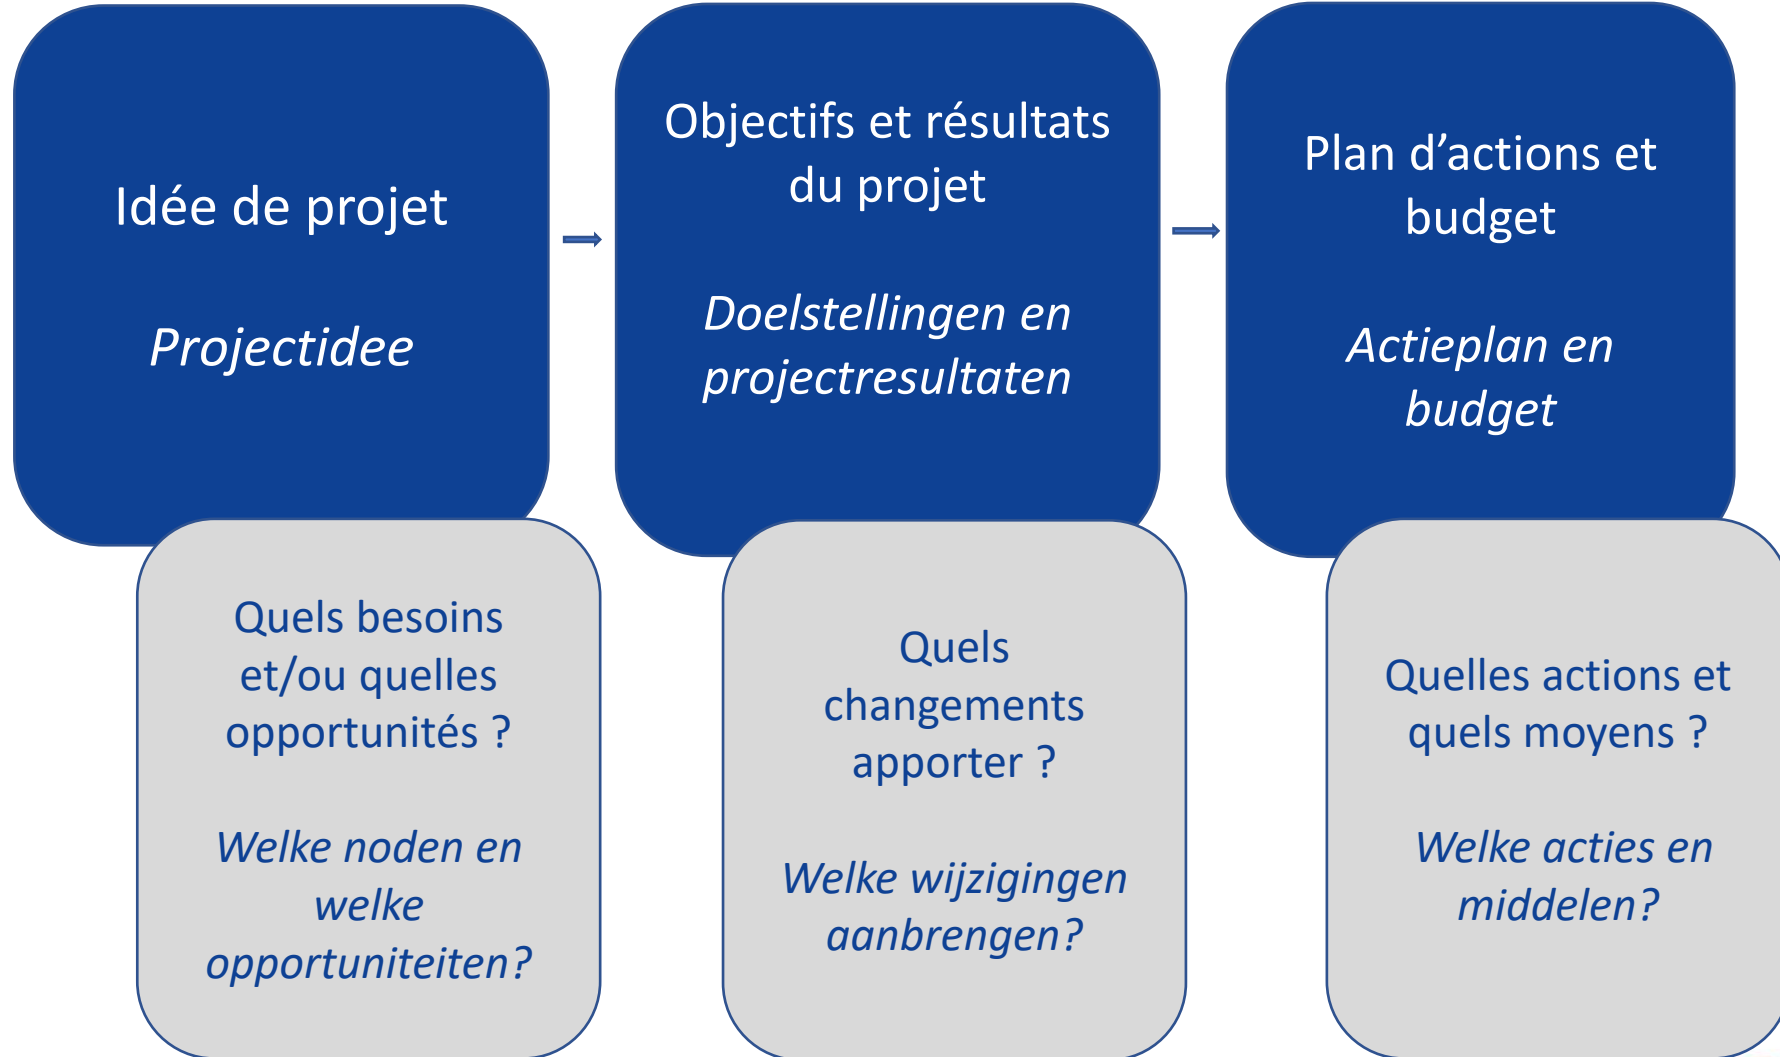 Idée de projet
Projectidee
Objectifs et résultats
du projet
Doelstellingen en
projectresultaten
Plan d’actions et
budget
Actieplan en
budget
Quels besoins
et/ou quelles
opportunités ?
Welke noden en
welke
opportuniteiten?
Quels
changements
apporter ?
Welke wijzigingen
aanbrengen?
Quelles actions et
quels moyens ?
Welke acties en
middelen?